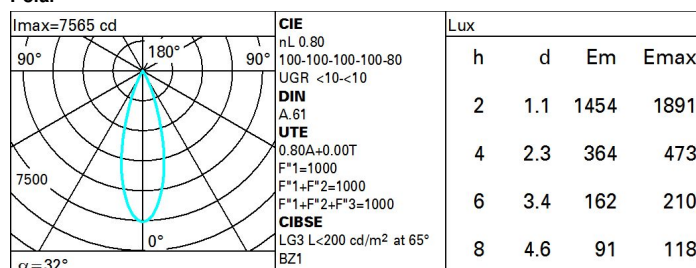 Imax=7565 cd
90°
180°
90°
7500
0°
α=32°
CIE
nL 0.80
100-100-100-100-80
UGR <10-<10
DIN
A.61
UTE
0.80A+0.00T
F"1=1000
F"1+F"2=1000
F"1+F"2+F"3=1000
CIBSE
LG3 L<200 cd/m² at 65°
BZ1
Lux
h d Em Emax
2 1.1 1454 1891
4 2.3 364 473
6 3.4 162 210
8 4.6 91 118